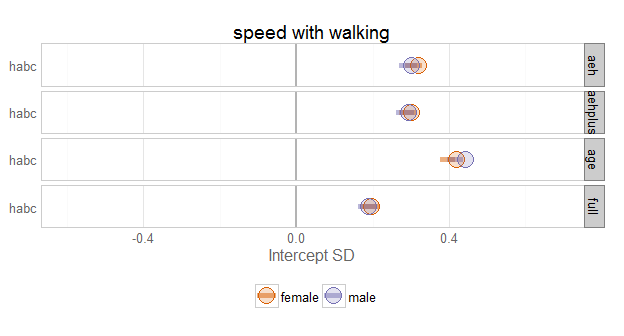 speed with walking
habc
aeh
habc
aehplus
habc
age
habc
full
-0.4 0.0 0.4
Intercept SD
female male